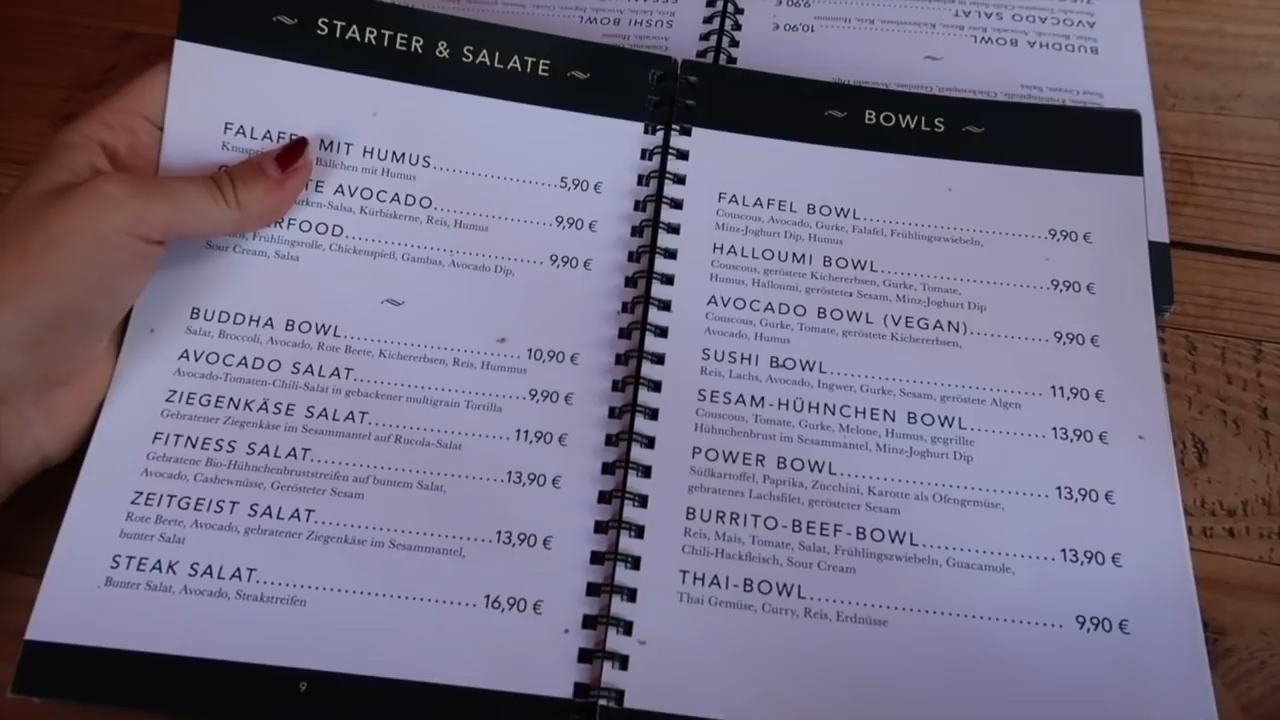 STARTER & SALATE
FALAFEL MIT HUMUS 5,90 €
Bällchen mit Humus
AVOCADO 9,90 €
Kürbiskerne, Reis, Humus
9,90 €
Frühlingsrolle, Chickenspieß, Gambas, Avocado Dip,
Sour Cream, Salsa
BUDDHA BOWL 10,90 €
Salat, Broccoli, Avocado, Rote Beete, Kichererbsen, Reis, Hummus
AVOCADO SALAT 9,90 €
Avocado-Tomaten-Chili-Salat in gebackener multigrain Tortilla
ZIEGENKÄSE SALAT 11,90 €
Gebratener Ziegenkäse im Sesammantel auf Rucola-Salat
FITNESS SALAT 13,90 €
Gebratene Bio-Hühnchenbruststreifen auf buntem Salat,
Avocado, Cashewnüsse, Gerösteter Sesam
ZEITGEIST SALAT 13,90 €
Rote Beete, Avocado, gebratener Ziegenkäse im Sesammantel,
bunter Salat
STEAK SALAT 16,90 €
Bunter Salat, Avocado, Steakstreifen
9
BOWLS
FALAFEL BOWL 9,90 €
Couscous, Avocado, Gurke, Falafel, Frühlingszwiebeln,
Minz-Joghurt Dip, Humus
HALLOUMI BOWL 9,90 €
Couscous, geröstete Kichererbsen, Gurke, Tomate,
Humus, Halloumi, gerösteter Sesam, Minz-Joghurt Dip
AVOCADO BOWL (VEGAN) 9,90 €
Couscous, Gurke, Tomate, geröstete Kichererbsen,
Avocado, Humus
SUSHI BOWL 11,90 €
Reis, Lachs, Avocado, Ingwer, Gurke, Sesam, geröstete Algen
SESAM-HÜHNCHEN BOWL 13,90 €
Couscous, Tomate, Gurke, Melone, Humus, gegrillte
Hühnchenbrust im Sesammantel, Minz-Joghurt Dip
POWER BOWL 13,90 €
Süßkartoffel, Paprika, Zucchini, Karotte als Ofengemüse,
gebratenes Lachsfilet, gerösteter Sesam
BURRITO-BEEF-BOWL 13,90 €
Reis, Mais, Tomate, Salat, Frühlingszwiebeln, Guacamole,
Chili-Hackfleisch, Sour Cream
THAI-BOWL 9,90 €
Thai Gemüse, Curry, Reis, Erdnüsse
SUSHI BOWL
AVOCADO SALAT 9,90 €
BUDDHA BOWL 10,90 €